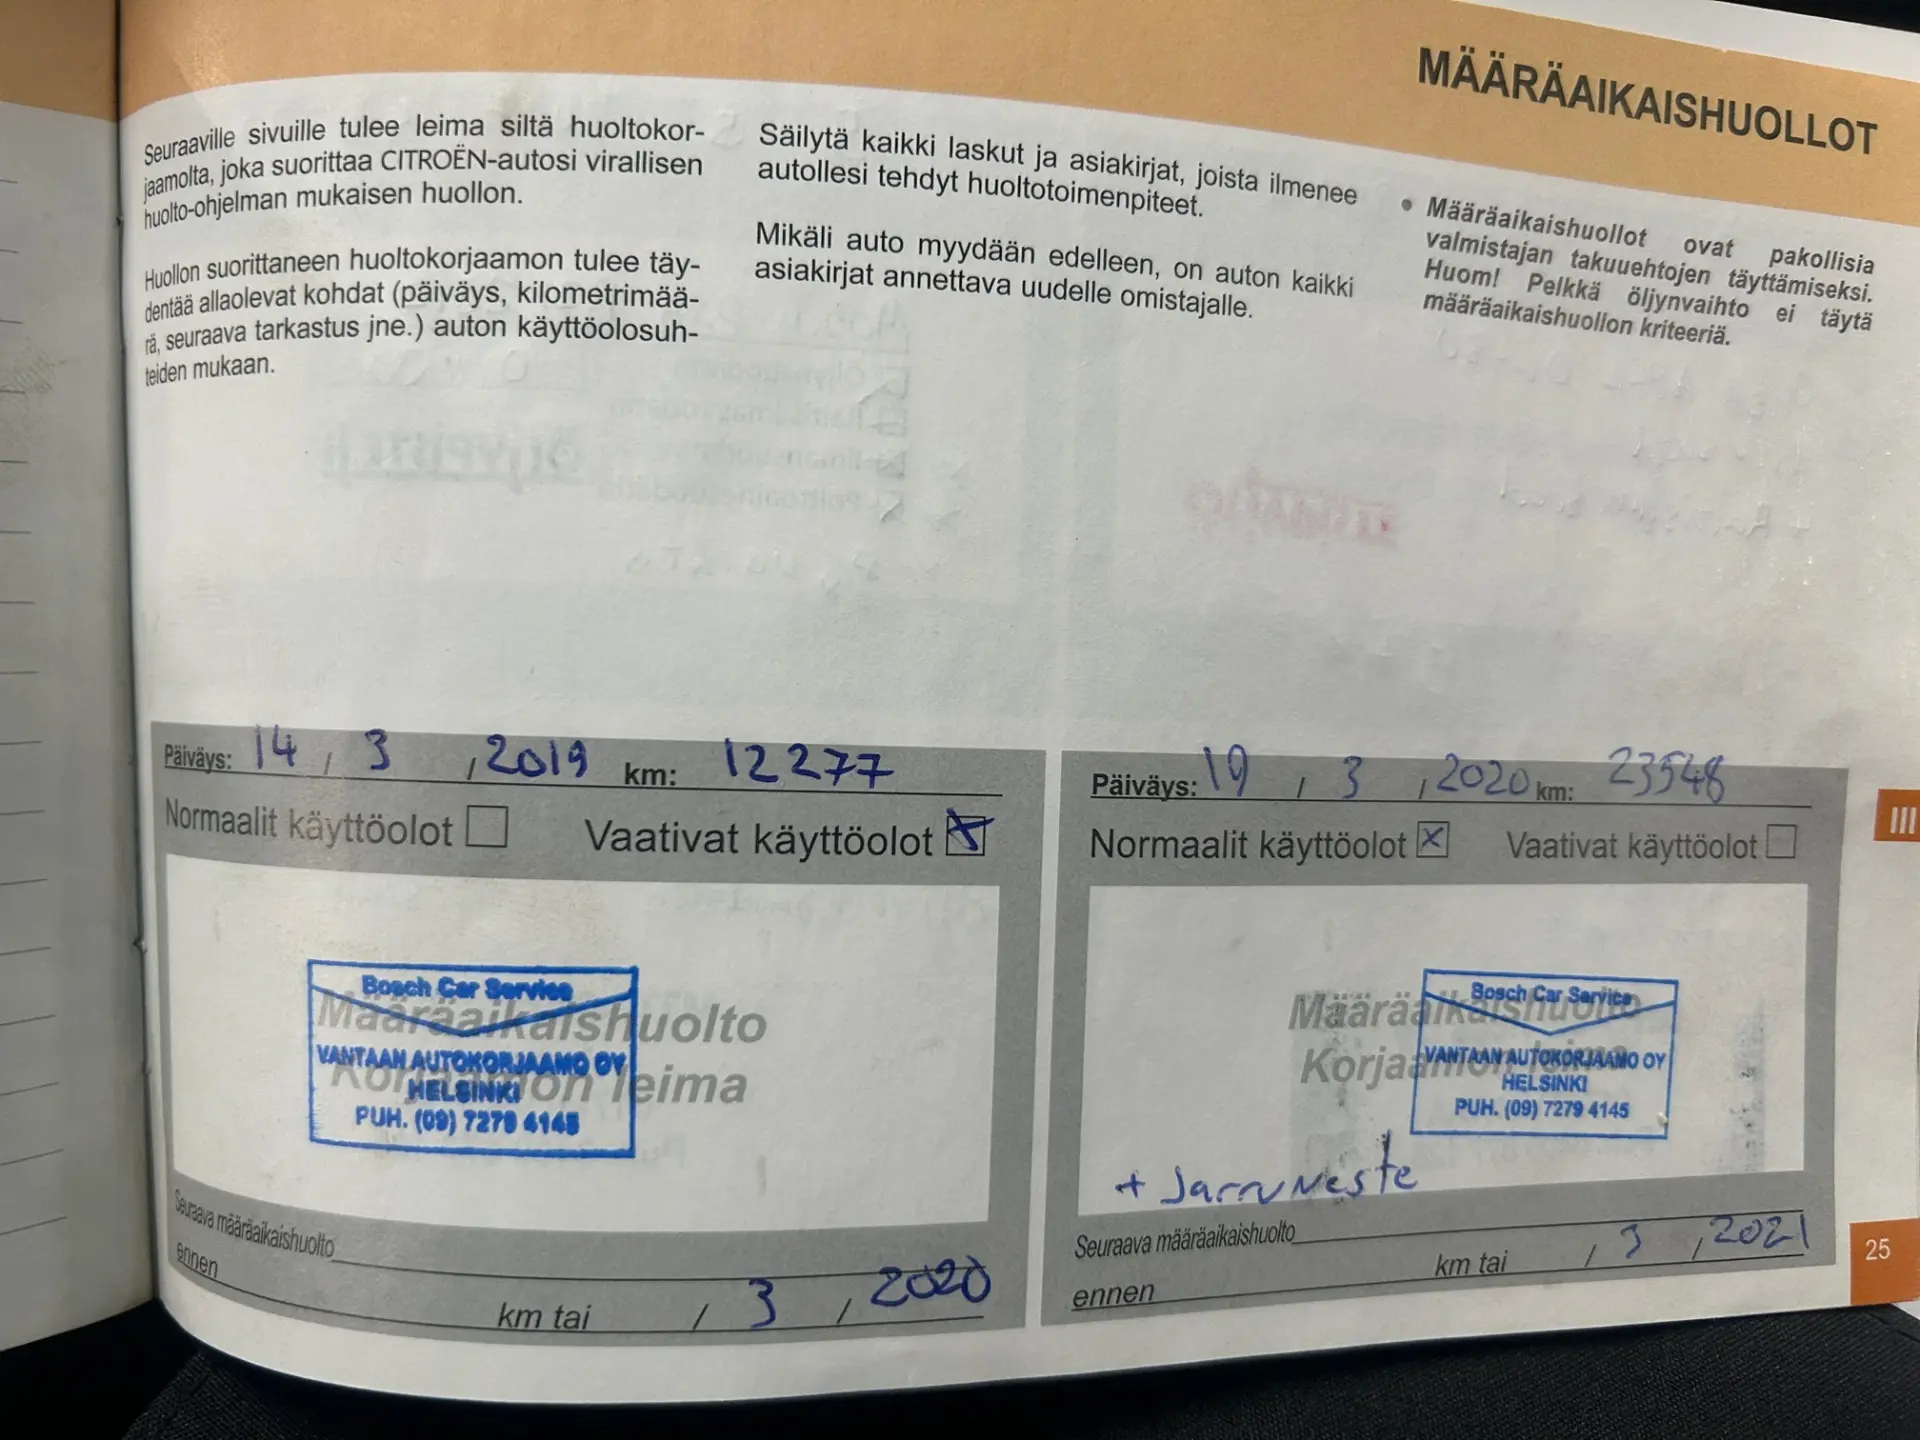 MÄÄRÄAIKAISHUOLLOT
Seuraaville sivuille tulee leima siltä huoltokor-
jaamolta, joka suorittaa CITROËN-autosi virallisen
huolto-ohjelman mukaisen huollon.
Huollon suorittaneen huoltokorjaamon tulee täy-
dentää allaolevat kohdat (päiväys, kilometrimää-
rä, seuraava tarkastus jne.) auton käyttöolosuh-
teiden mukaan.
Säilytä kaikki laskut ja asiakirjat, joista ilmenee
autollesi tehdyt huoltotoimenpiteet.
Mikäli auto myydään edelleen, on auton kaikki
asiakirjat annettava uudelle omistajalle.
• Määräaikaishuollot ovat pakollisia
valmistajan takuuehtojen täyttämiseksi.
Huom! Pelkkä öljynvaihto ei täytä
määräaikaishuollon kriteeriä.
Päiväys: 14 / 3 / 2019 km: 12277
Normaalit käyttöolot Vaativat käyttöolot x
Määräaikaishuolto
Korjaamon leima
Bosch Car Service
VANTAAN AUTOKORJAAMO OY
HELSINKI
PUH. (09) 7279 4145
Seuraava määräaikaishuolto
ennen km tai / 3 / 2020
Päiväys: 19 / 3 / 2020 km: 23548
Normaalit käyttöolot x Vaativat käyttöolot
Määräaikaishuolto
Korjaamon leima
Bosch Car Service
VANTAAN AUTOKORJAAMO OY
HELSINKI
PUH. (09) 7279 4145
+ Jarruneste
Seuraava määräaikaishuolto
ennen km tai / 3 / 2021
III
25